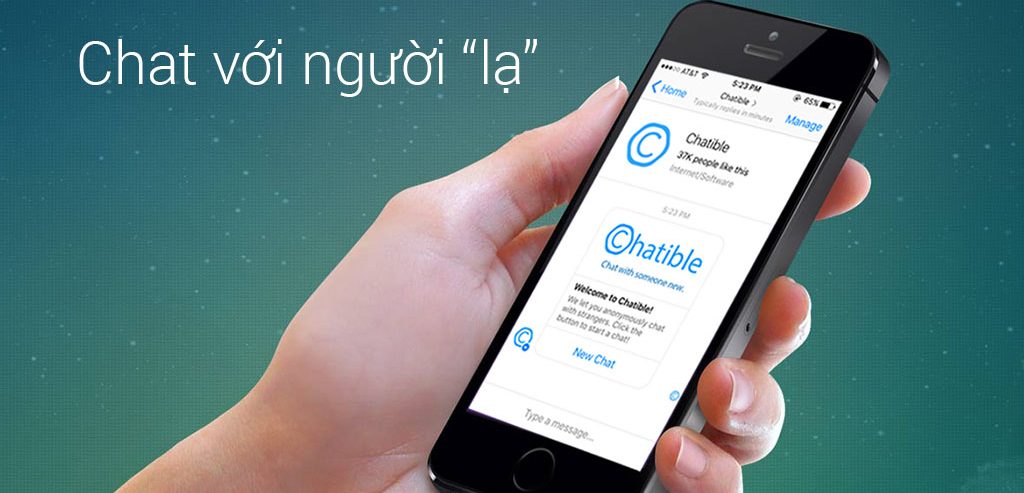 Chat với người “lạ”
AT&T
5:23 PM
65%
Home
Chatible >
Typically replies in minutes
Manage
Chatible
37K people like this
Internet/Software
5:23 PM
Chatible
Chat with someone new.
Welcome to Chatible!
We let you anonymously chat
with strangers. Click the
button to start a chat!
New Chat
Type a message...